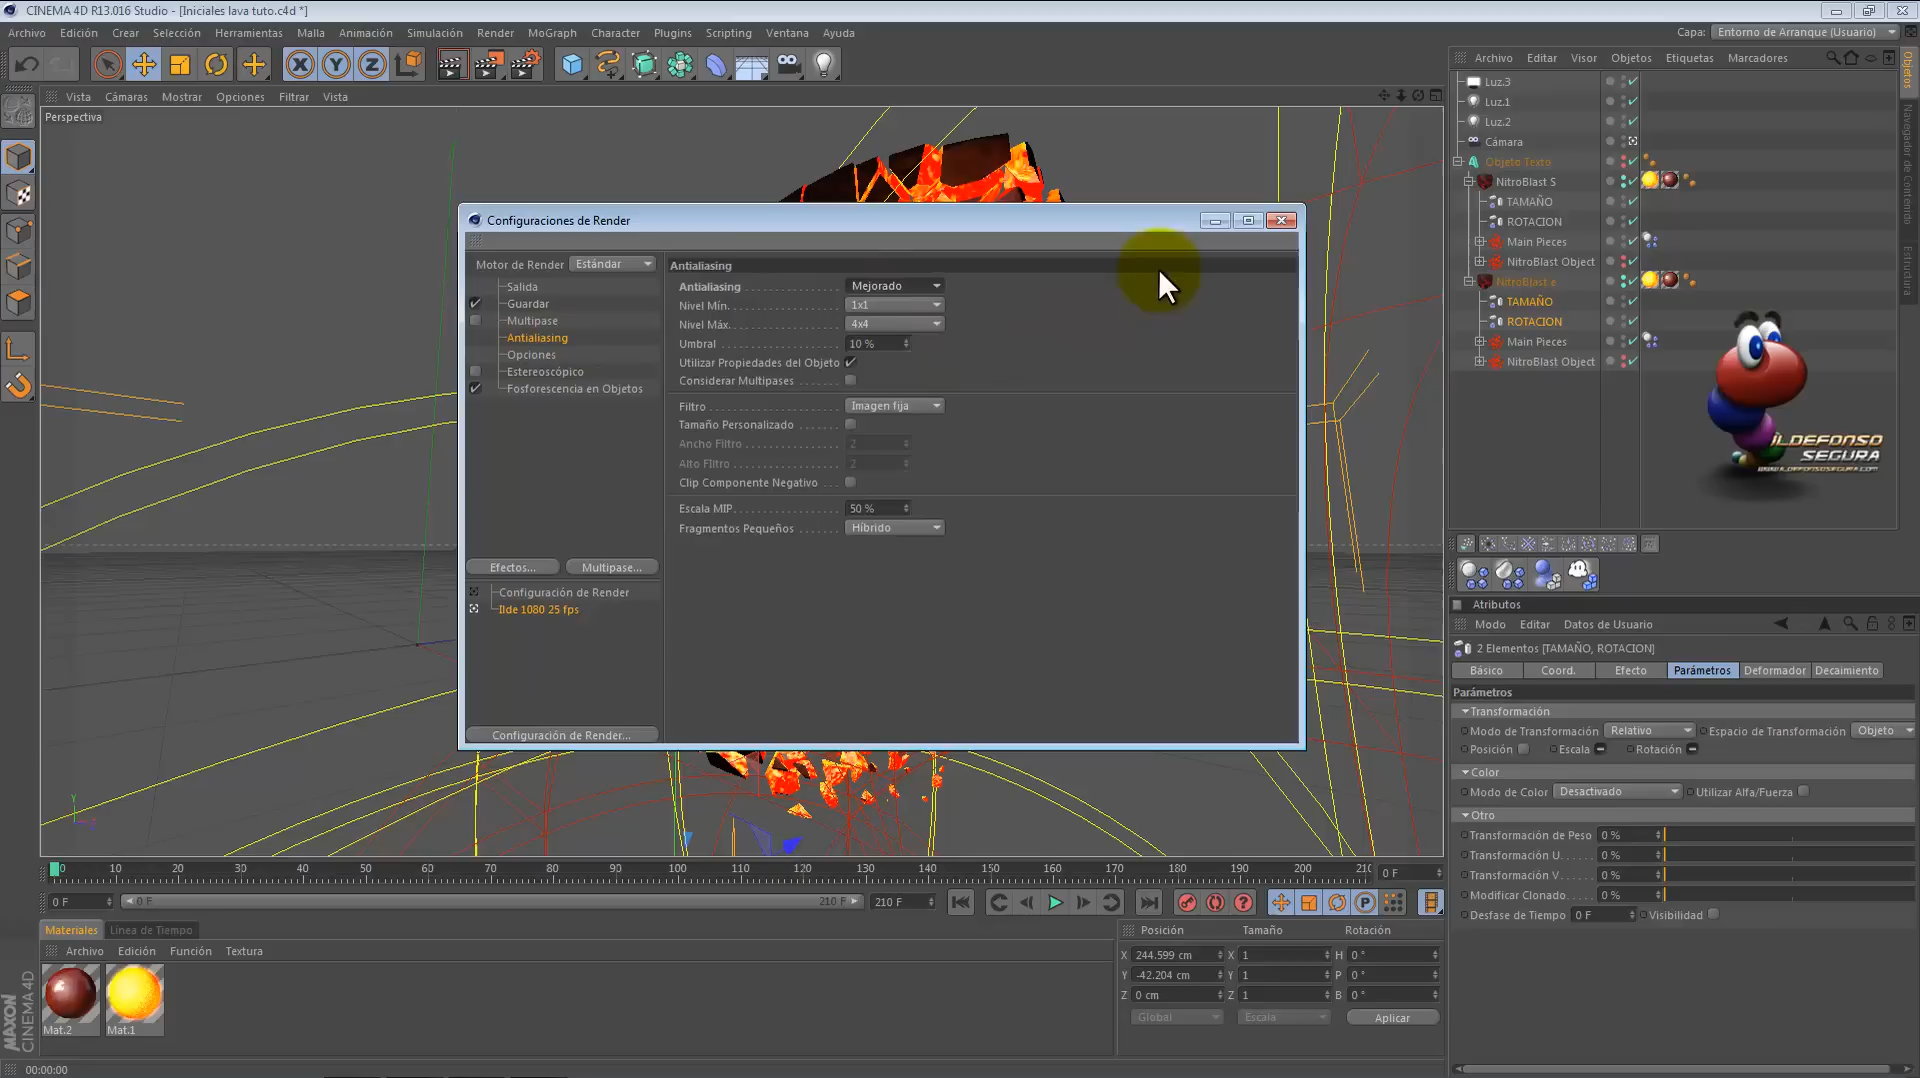 CINEMA 4D R13.016 Studio - [Iniciales lava tuto.c4d *]
Archivo Edición Crear Selección Herramientas Malla Animación Simulación Render MoGraph Character Plugins Scripting Ventana Ayuda
Capa: Entorno de Arranque (Usuario)
X Y Z
Vista Cámaras Mostrar Opciones Filtrar Vista
Perspectiva
Archivo Editar Visor Objetos Etiquetas Marcadores
Luz.3
Luz.1
Luz.2
Cámara
Objeto Texto
NitroBlast S
TAMAÑO
ROTACION
Main Pieces
NitroBlast Object
NitroBlast e
TAMAÑO
ROTACION
Main Pieces
NitroBlast Object
Objetos
Navegador de Contenido
Estructura
ILDEFONSO
SEGURA
WWW.ILDEFONSOSEGURA.COM
Configuraciones de Render
Motor de Render Estándar
Salida
Guardar
Multipase
Antialiasing
Opciones
Estereoscópico
Fosforescencia en Objetos
Efectos... Multipase...
Configuración de Render
Ilde 1080 25 fps
Configuración de Render...
Antialiasing
Antialiasing Mejorado
Nivel Mín. 1x1
Nivel Máx. 4x4
Umbral 10 %
Utilizar Propiedades del Objeto
Considerar Multipases
Filtro Imagen fija
Tamaño Personalizado
Ancho Filtro 2
Alto FIltro 2
Clip Componente Negativo
Escala MIP 50 %
Fragmentos Pequeños Híbrido
Atributos
Modo Editar Datos de Usuario
2 Elementos [TAMAÑO, ROTACION]
Básico Coord. Efecto Parámetros Deformador Decaimiento
Parámetros
Transformación
Modo de Transformación Relativo Espacio de Transformación Objeto
Posición Escala Rotación
Color
Modo de Color Desactivado Utilizar Alfa/Fuerza
Otro
Transformación de Peso 0 %
Transformación U 0 %
Transformación V 0 %
Modificar Clonado 0 %
Desfase de Tiempo 0 F Visibilidad
Y
0 10 20 30 40 50 60 70 80 90 100 110 120 130 140 150 160 170 180 190 200 210 0 F
0 F 0 F 210 F 210 F
P
Materiales Línea de Tiempo
Archivo Edición Función Textura
Mat.2 Mat.1
Posición Tamaño Rotación
X 244.599 cm X 1 H 0 °
Y -42.204 cm Y 1 P 0 °
Z 0 cm Z 1 B 0 °
Global Escala Aplicar
MAXON
CINEMA 4D
00:00:00